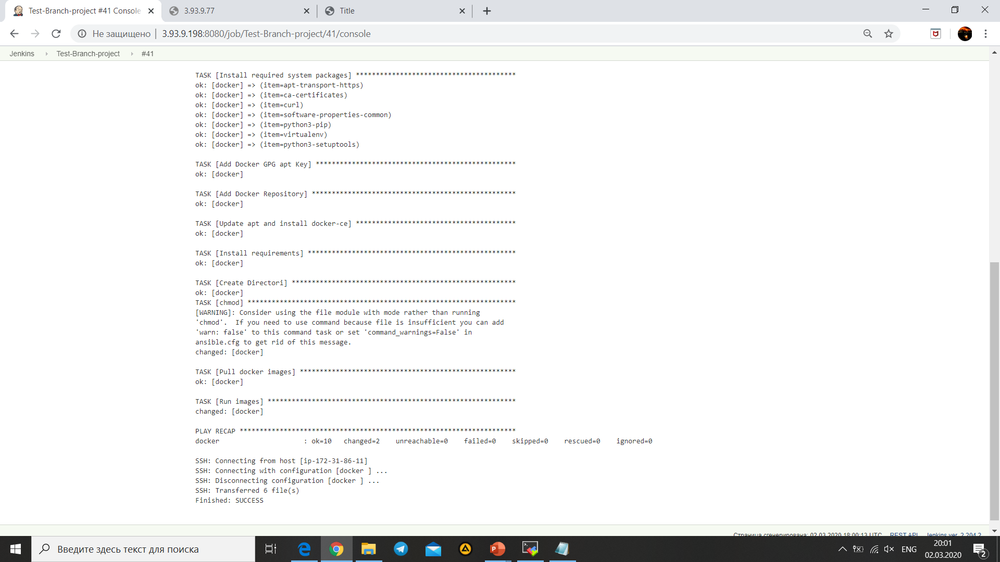 Test-Branch-project #41 Console
3.93.9.77
Title
Не защищено | 3.93.9.198:8080/job/Test-Branch-project/41/console
Jenkins Test-Branch-project #41
TASK [Install required system packages] ****************************************
ok: [docker] => (item=apt-transport-https)
ok: [docker] => (item=ca-certificates)
ok: [docker] => (item=curl)
ok: [docker] => (item=software-properties-common)
ok: [docker] => (item=python3-pip)
ok: [docker] => (item=virtualenv)
ok: [docker] => (item=python3-setuptools)
TASK [Add Docker GPG apt Key] **************************************************
ok: [docker]
TASK [Add Docker Repository] ***************************************************
ok: [docker]
TASK [Update apt and install docker-ce] ****************************************
ok: [docker]
TASK [Install requirements] ****************************************************
ok: [docker]
TASK [Create Directori] ********************************************************
ok: [docker]
TASK [chmod] *******************************************************************
[WARNING]: Consider using the file module with mode rather than running
'chmod'.  If you need to use command because file is insufficient you can add
'warn: false' to this command task or set 'command_warnings=False' in
ansible.cfg to get rid of this message.
changed: [docker]
TASK [Pull docker images] ******************************************************
ok: [docker]
TASK [Run images] **************************************************************
changed: [docker]
PLAY RECAP *********************************************************************
docker                     : ok=10   changed=2    unreachable=0    failed=0    skipped=0    rescued=0    ignored=0
SSH: Connecting from host [ip-172-31-86-11]
SSH: Connecting with configuration [docker ] ...
SSH: Disconnecting configuration [docker ] ...
SSH: Transferred 6 file(s)
Finished: SUCCESS
Страница сгенерирована: 02.03.2020 18:00:13 UTC REST API Jenkins ver. 2.204.2
Введите здесь текст для поиска
ENG
20:01
02.03.2020
2